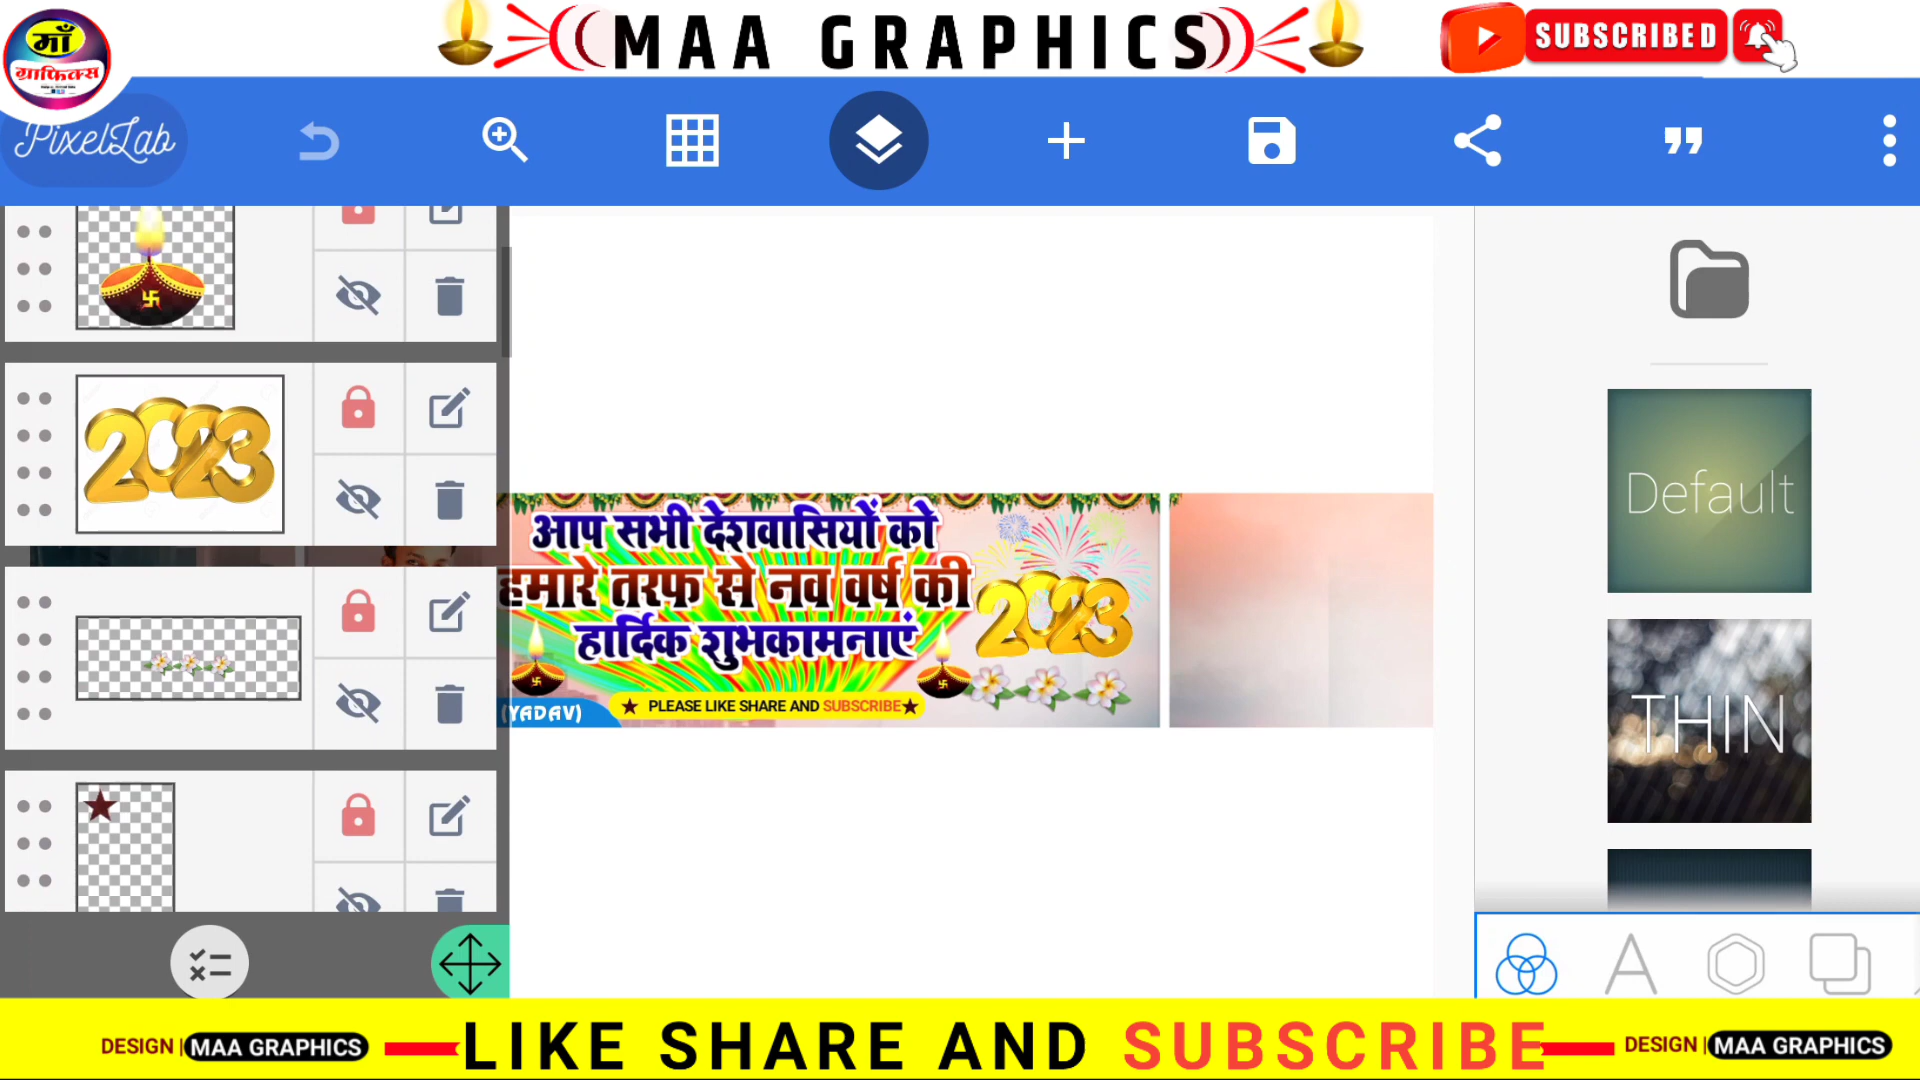 माँ
ग्राफिक्स
MAA GRAPHICS
SUBSCRIBED
PixelLab
2023
आप सभी देशवासियों को
हमारे तरफ से नव वर्ष की
हार्दिक शुभकामनाएं
2023
(YADAV)
PLEASE LIKE SHARE AND SUBSCRIBE
Default
THIN
DESIGN | MAA GRAPHICS
LIKE SHARE AND SUBSCRIBE
DESIGN | MAA GRAPHICS